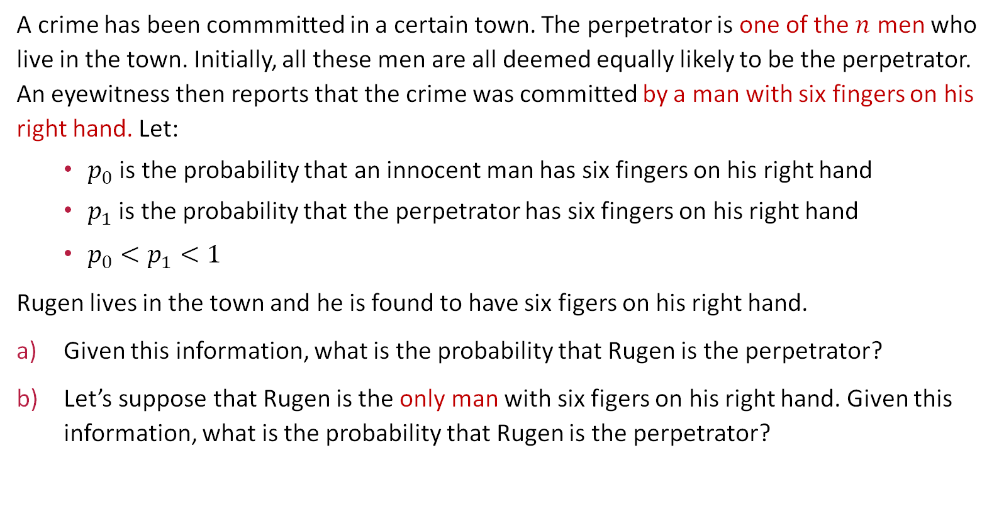 A crime has been commmitted in a certain town. The perpetrator is one of the n men who
live in the town. Initially, all these men are all deemed equally likely to be the perpetrator.
An eyewitness then reports that the crime was committed by a man with six fingers on his
right hand. Let:
• p₀ is the probability that an innocent man has six fingers on his right hand
• p₁ is the probability that the perpetrator has six fingers on his right hand
• p₀ < p₁ < 1
Rugen lives in the town and he is found to have six figers on his right hand.
a) Given this information, what is the probability that Rugen is the perpetrator?
b) Let’s suppose that Rugen is the only man with six figers on his right hand. Given this
information, what is the probability that Rugen is the perpetrator?